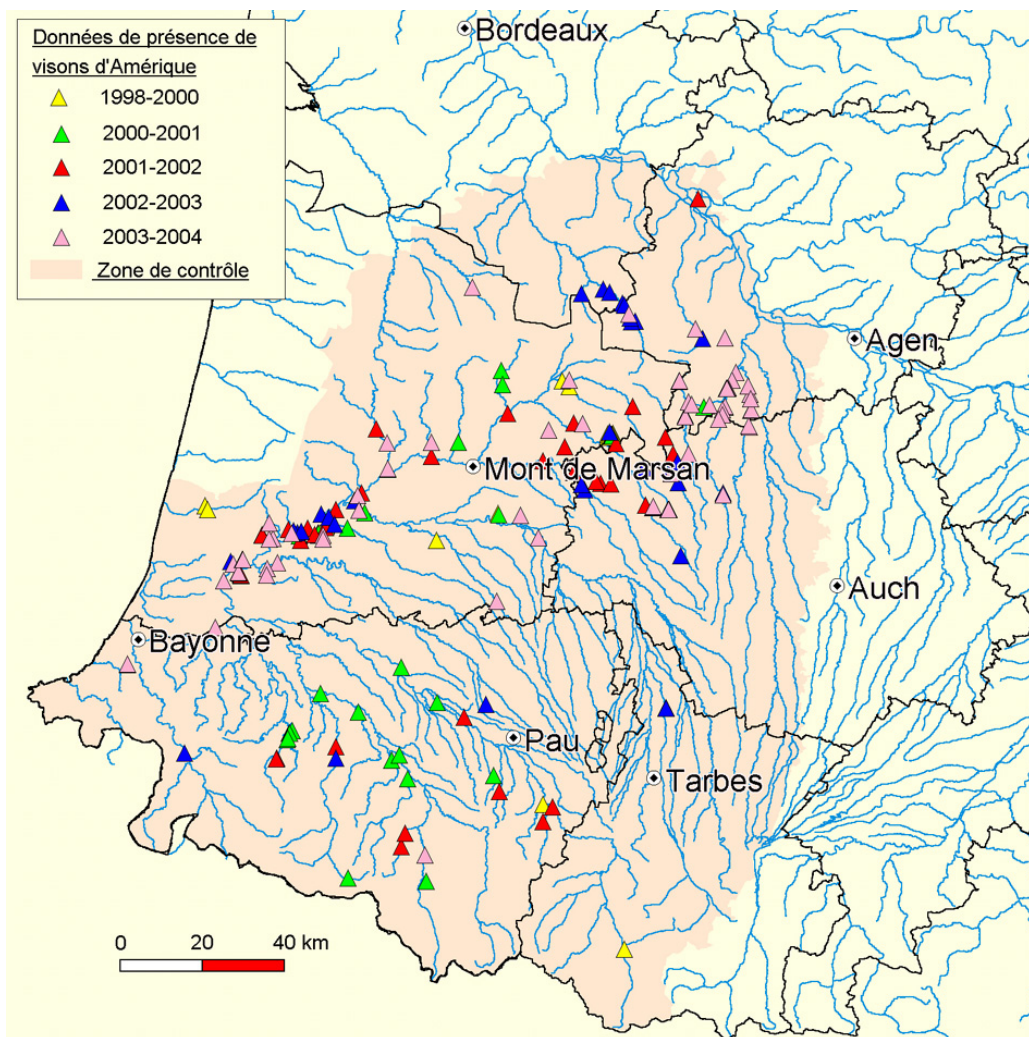 Données de présence de
visons d'Amérique
1998-2000
2000-2001
2001-2002
2002-2003
2003-2004
Zone de contrôle
Bordeaux
Agen
Mont de Marsan
Auch
Bayonne
Pau
Tarbes
0 20 40 km